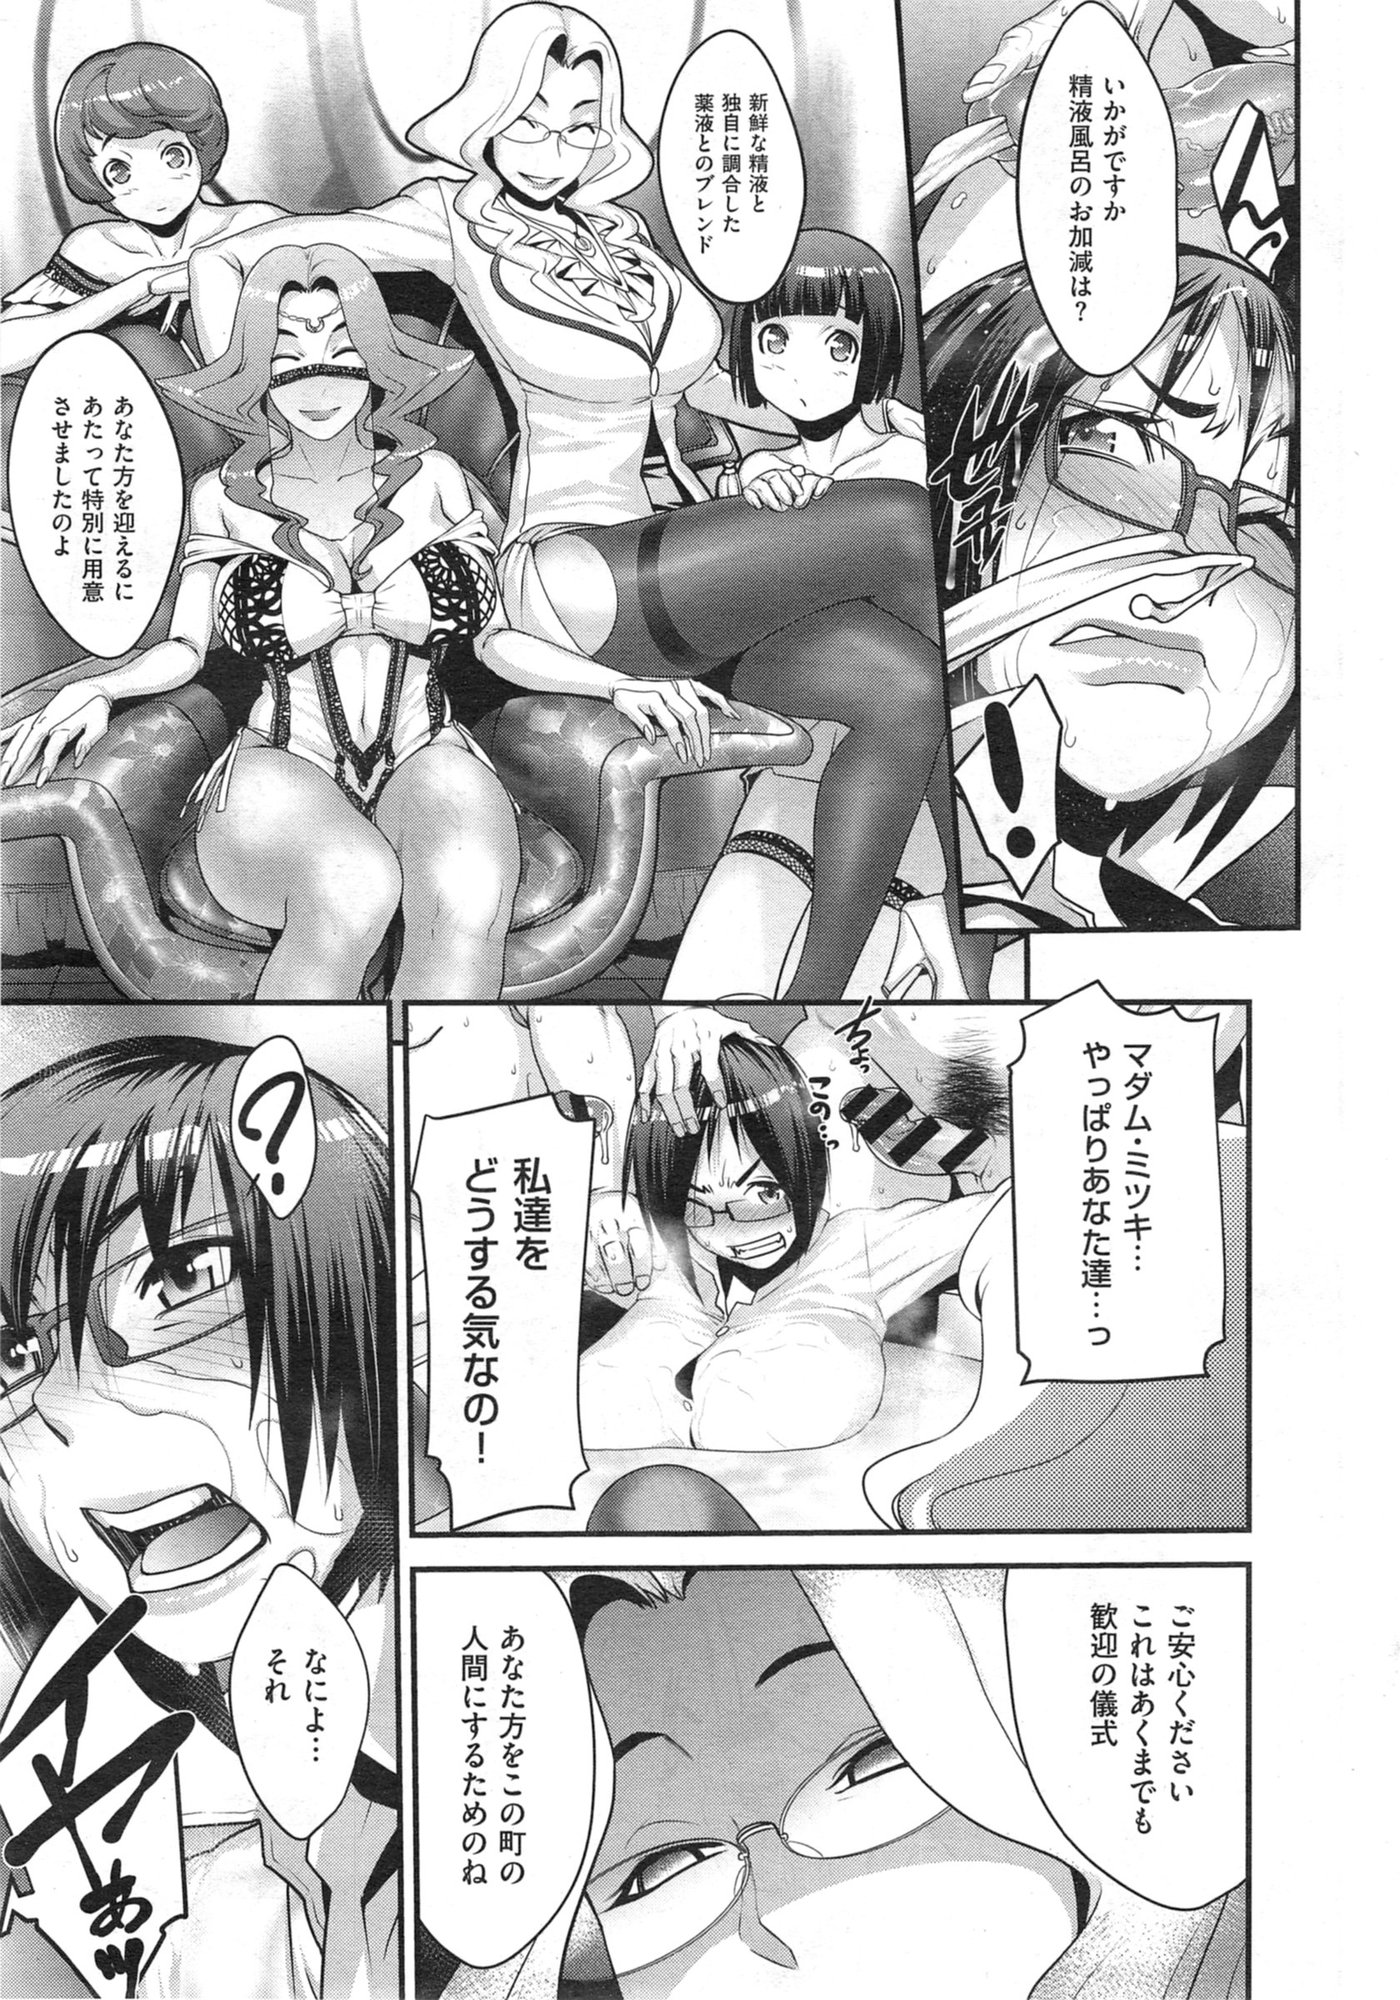 いかがですか
精液風呂のお加減は？
新鮮な精液と
独自に調合した
薬液とのブレンド
あなた方を迎えるに
あたって特別に用意
させましたのよ
！
マダム・ミツキ…
やっぱりあなた達…っ
ちょっ
この…っ
私達を
どうする気なの！
ご安心ください
これはあくまでも
歓迎の儀式
あなた方をこの町の
人間にするためのね
？
なによ…
それ